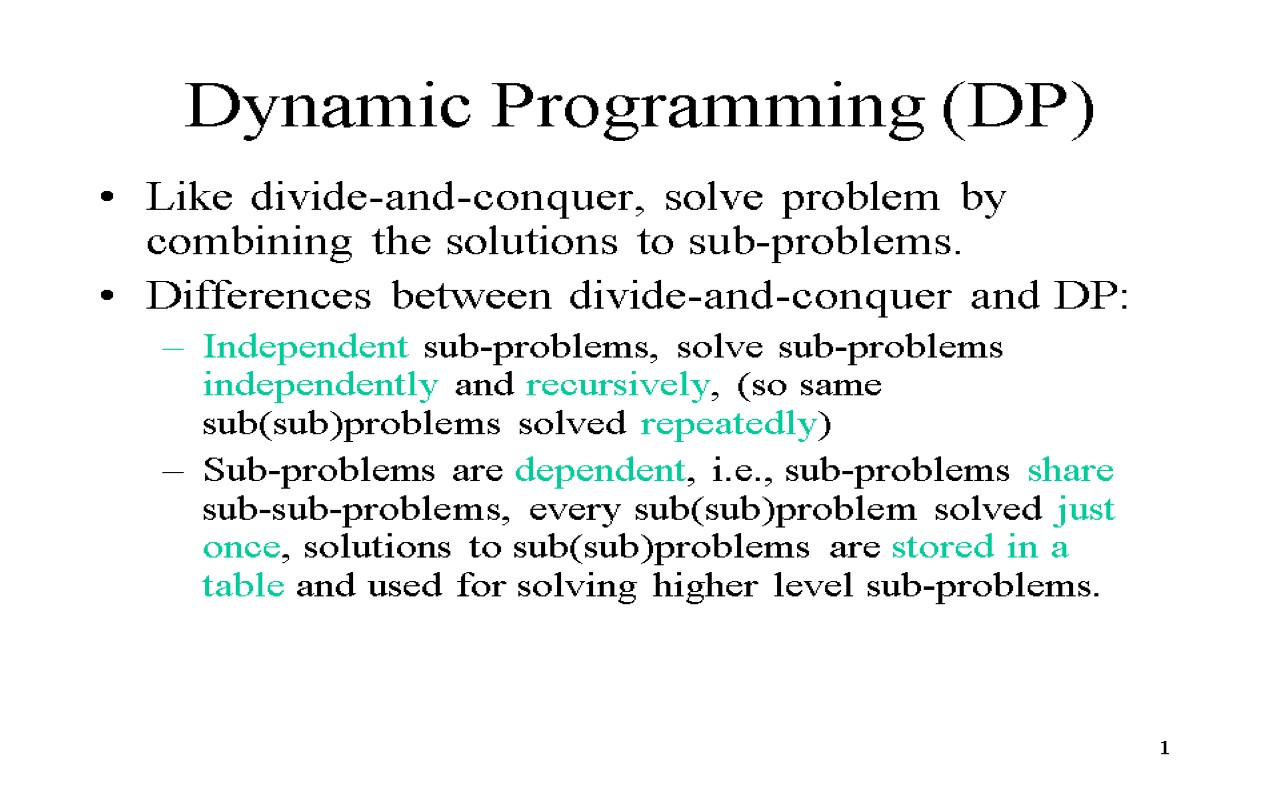 Dynamic Programming (DP)
• Like divide-and-conquer, solve problem by
combining the solutions to sub-problems.
• Differences between divide-and-conquer and DP:
– Independent sub-problems, solve sub-problems
independently and recursively, (so same
sub(sub)problems solved repeatedly)
– Sub-problems are dependent, i.e., sub-problems share
sub-sub-problems, every sub(sub)problem solved just
once, solutions to sub(sub)problems are stored in a
table and used for solving higher level sub-problems.
1